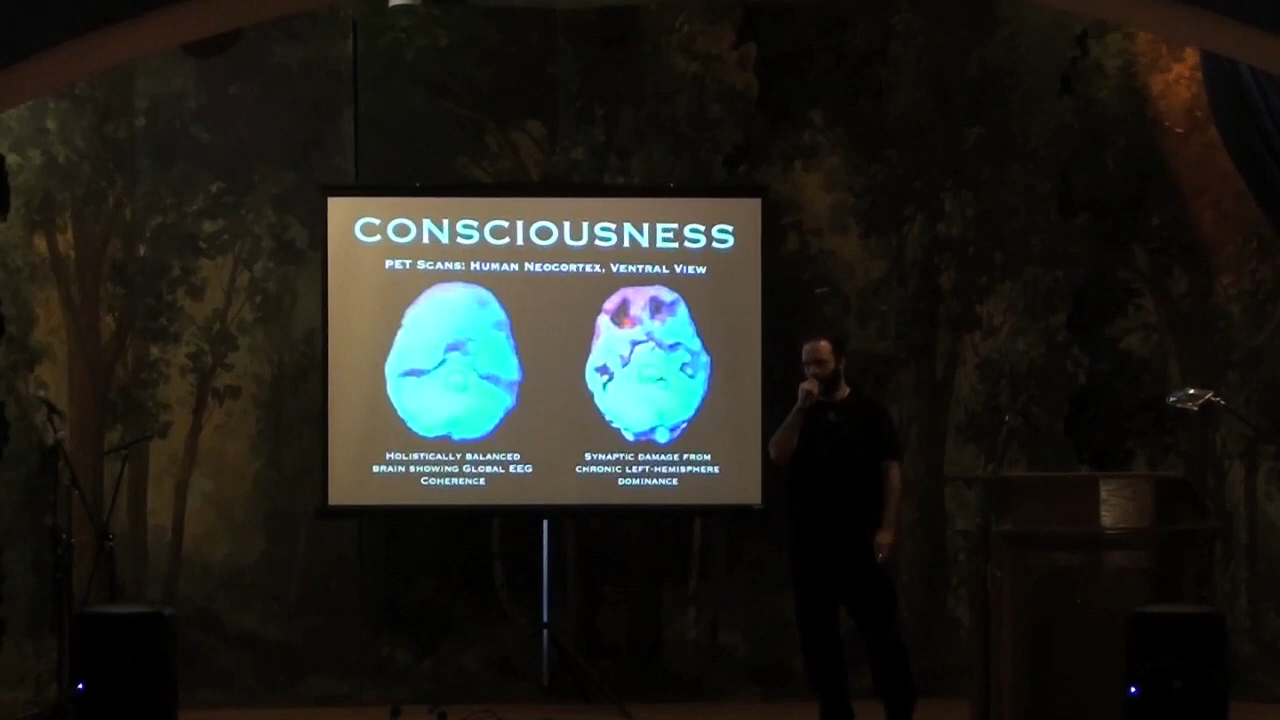 CONSCIOUSNESS
PET SCANS: HUMAN NEOCORTEX, VENTRAL VIEW
HOLISTICALLY BALANCED
BRAIN SHOWING GLOBAL EEG
COHERENCE
SYNAPTIC DAMAGE FROM
CHRONIC LEFT-HEMISPHERE
DOMINANCE